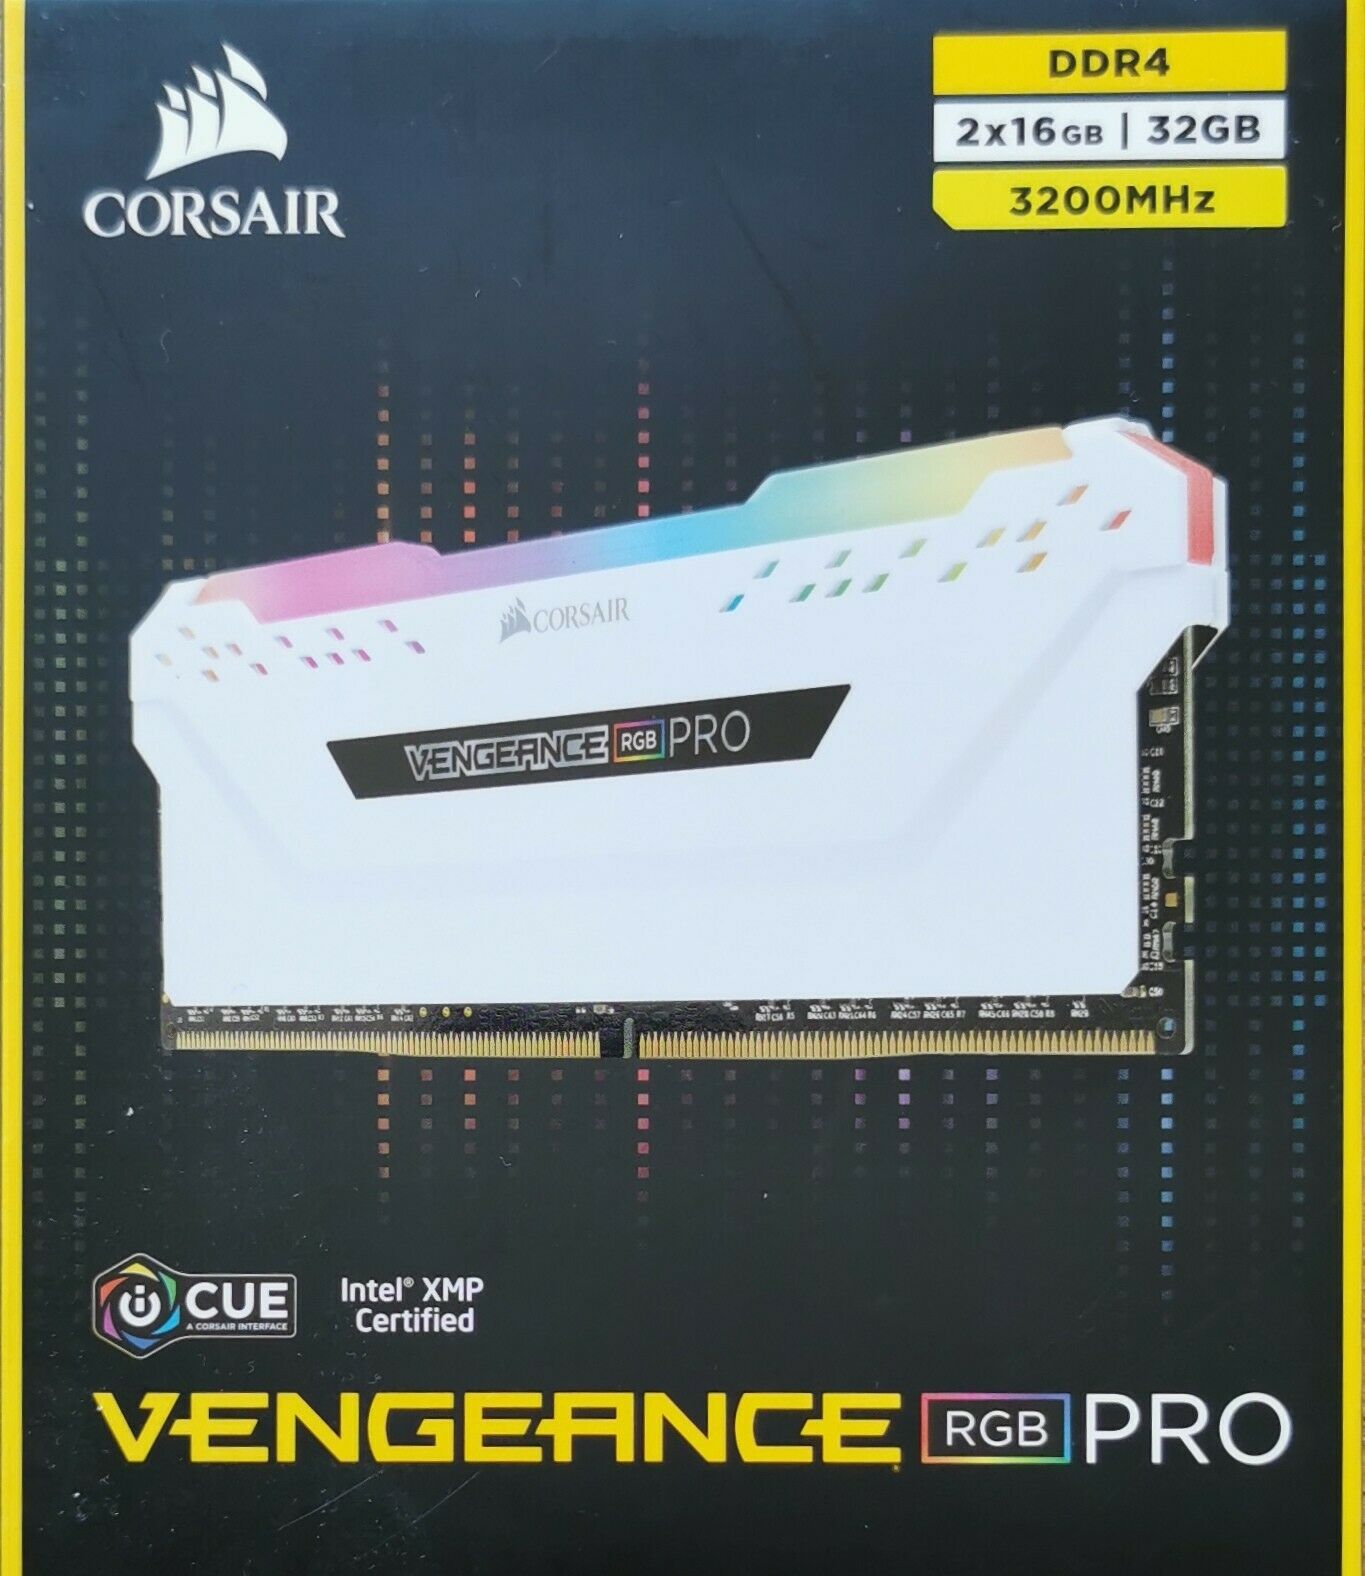 CORSAIR
DDR4
2x16GB | 32GB
3200MHz
CORSAIR
VENGEANCE RGB PRO
CUE
A CORSAIR INTERFACE
Intel® XMP
Certified
VENGEANCE RGB PRO